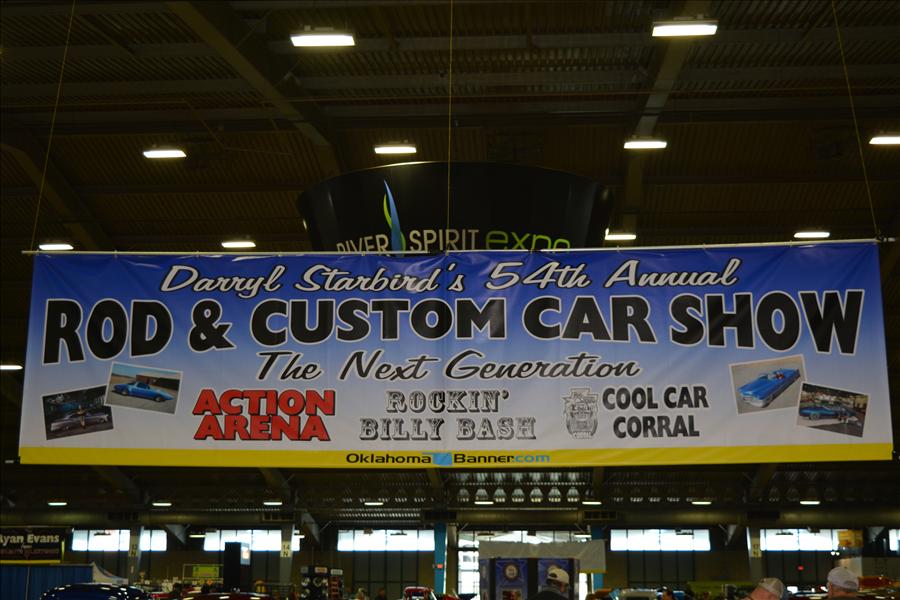 RIVER SPIRIT expo
Darryl Starbird's 54th Annual
ROD & CUSTOM CAR SHOW
The Next Generation
ACTION
ARENA
ROCKIN'
BILLY BASH
COOL CAR
CORRAL
OklahomaBanner.com
Ryan Evans